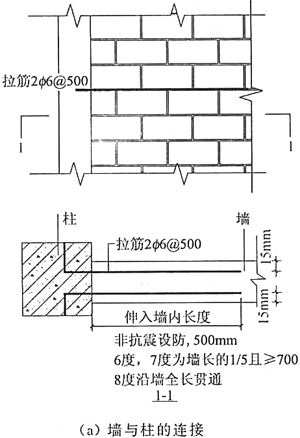 拉筋2φ6@500
1
1
柱
墙
拉筋2φ6@500
15mm
15mm
伸入墙内长度
非抗震设防, 500mm
6度, 7度为墙长的1/5且≥700
8度沿墙全长贯通
1-1
(a) 墙与柱的连接